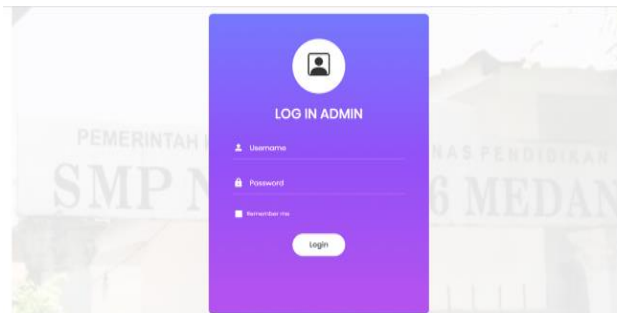 LOG IN ADMIN
PEMERINTAH
NAS PENDIDIKAN
Username
SMP N
6 MEDAN
Password
Remember me
Login